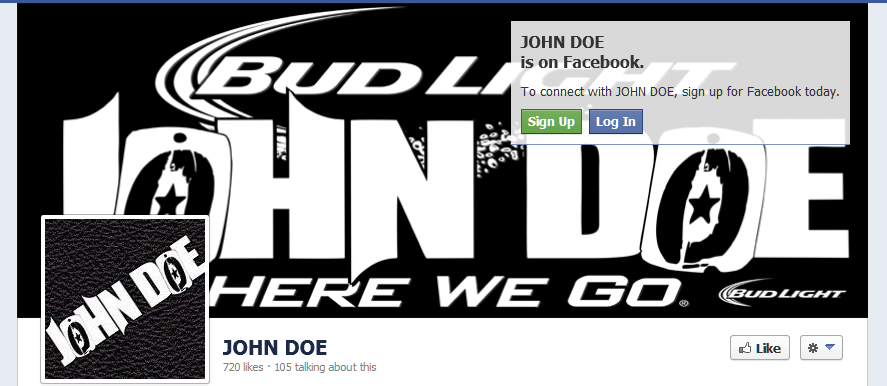 BUD LIGHT
JOHN DOE
HERE WE GO®
BUD LIGHT
JOHN DOE
is on Facebook.
To connect with JOHN DOE, sign up for Facebook today.
Sign Up Log In
JOHN DOE
JOHN DOE
720 likes · 105 talking about this
Like